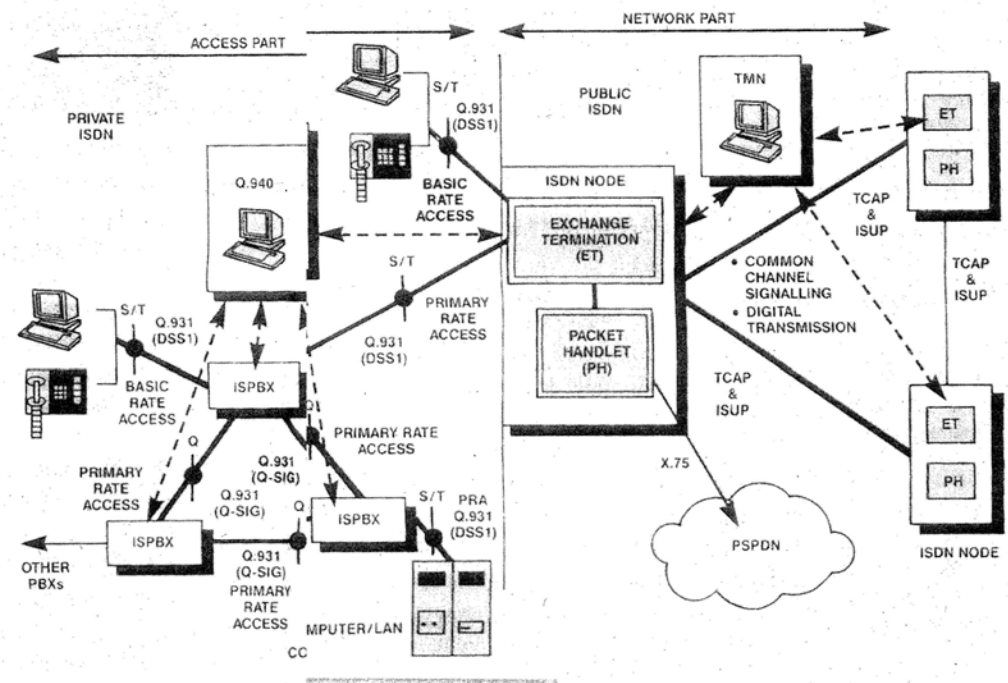 ACCESS PART
NETWORK PART
PRIVATE
ISDN
S/T
Q.931
(DSS1)
BASIC
RATE
ACCESS
PUBLIC
ISDN
TMN
ET
PH
Q.940
ISDN NODE
EXCHANGE
TERMINATION
(ET)
PACKET
HANDLET
(PH)
TCAP
&
ISUP
• COMMON
CHANNEL
SIGNALLING
• DIGITAL
TRANSMISSION
TCAP
&
ISUP
TCAP
&
ISUP
S/T
Q.931
(DSS1)
PRIMARY
RATE
ACCESS
S/T
Q.931
(DSS1)
BASIC
RATE
ACCESS
ISPBX
Q
PRIMARY
RATE
ACCESS
Q.931
(Q-SIG)
Q
PRIMARY RATE
ACCESS
Q.931
(Q-SIG)
ISPBX
Q
ISPBX
S/T
PRA
Q.931
(DSS1)
OTHER
PBXs
Q.931
(Q-SIG)
PRIMARY
RATE
ACCESS
CC
MPUTER/LAN
X.75
PSPDN
ET
PH
ISDN NODE